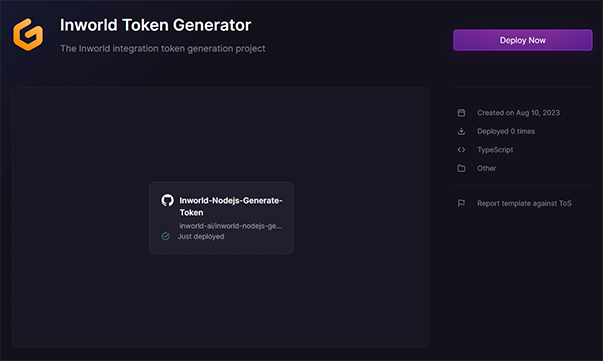 Inworld Token Generator
The Inworld integration token generation project
Deploy Now
Created on Aug 10, 2023
Deployed 0 times
TypeScript
Other
Report template against ToS
Inworld-Nodejs-Generate-
Token
inworld-ai/inworld-nodejs-ge...
Just deployed